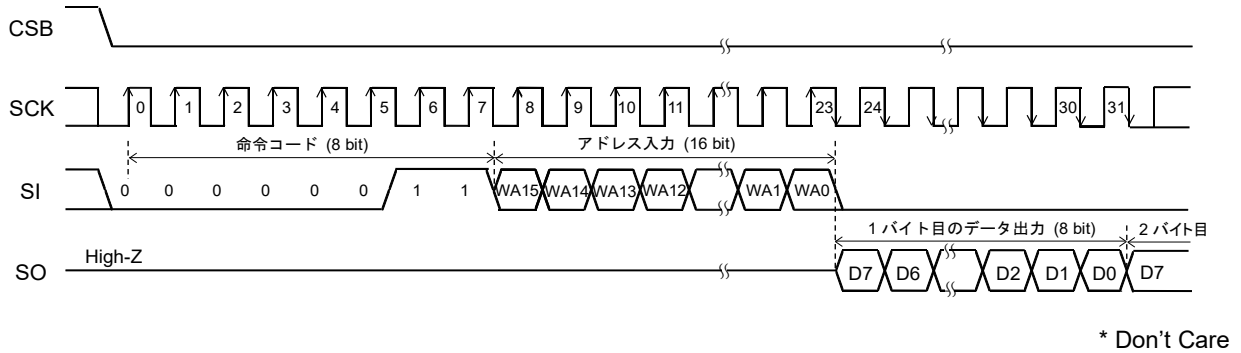 CSB
SCK 0 1 2 3 4 5 6 7 8 9 10 11 23 24 30 31
命令コード (8 bit) アドレス入力 (16 bit)
SI 0 0 0 0 0 0 1 1 WA15 WA14 WA13 WA12 WA1 WA0
1 バイト目のデータ出力 (8 bit) 2 バイト目
High-Z
SO D7 D6 D2 D1 D0 D7
* Don't Care